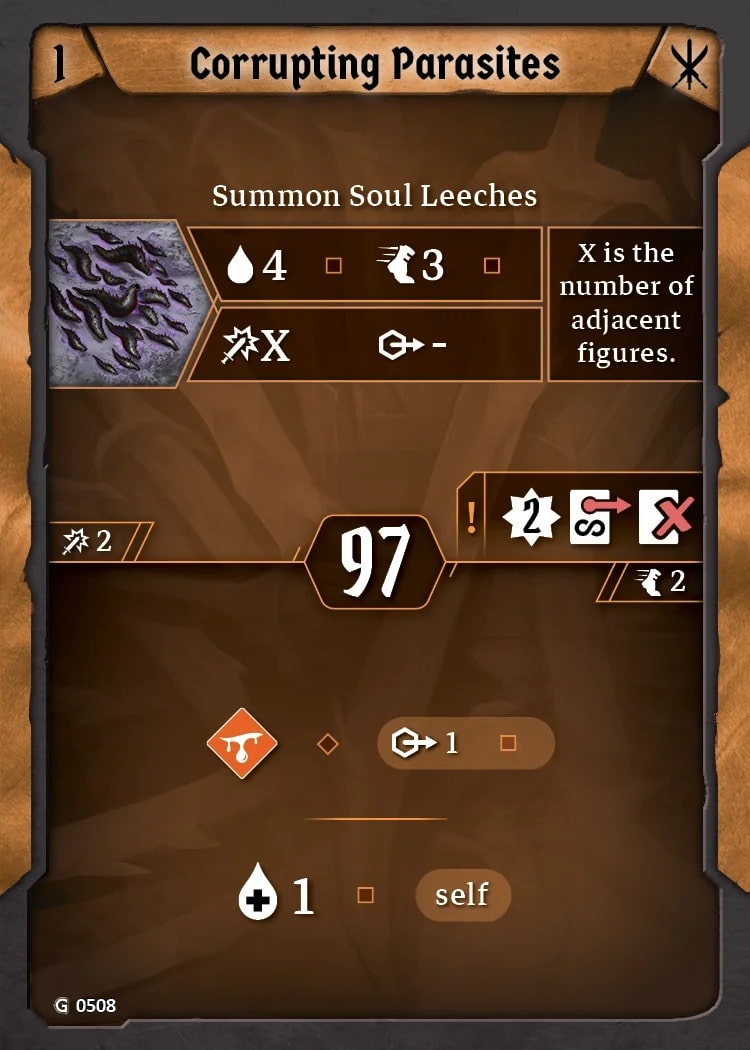 1
Corrupting Parasites
Summon Soul Leeches
4
3
X
-
X is the
number of
adjacent
figures.
2
97
! 2
2
1
1
self
G 0508